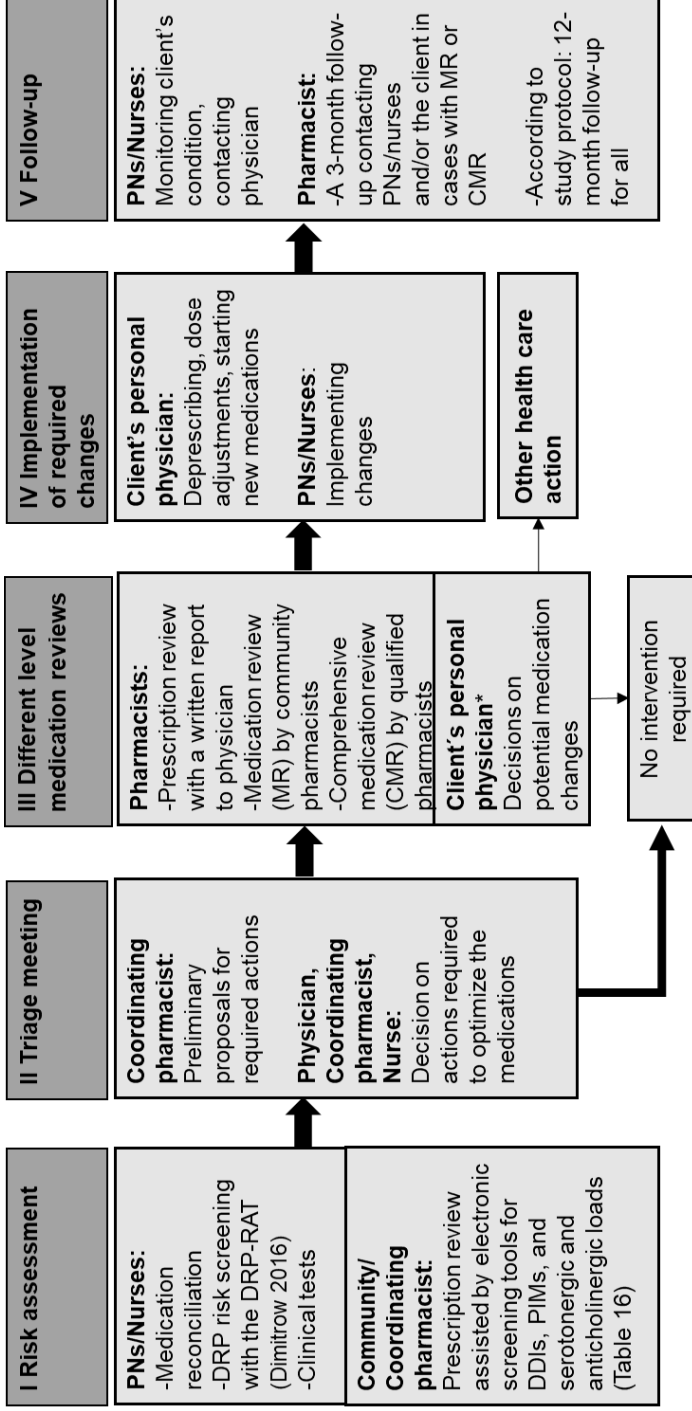 I Risk assessment
PNs/Nurses:
-Medication
reconciliation
-DRP risk screening
with the DRP-RAT
(Dimitrow 2016)
-Clinical tests
Community/
Coordinating
pharmacist:
Prescription review
assisted by electronic
screening tools for
DDIs, PIMs, and
serotonergic and
anticholinergic loads
(Table 16)
II Triage meeting
Coordinating
pharmacist:
Preliminary
proposals for
required actions
Physician,
Coordinating
pharmacist,
Nurse:
Decision on
actions required
to optimize the
medications
III Different level
medication reviews
Pharmacists:
-Prescription review
with a written report
to physician
-Medication review
(MR) by community
pharmacists
-Comprehensive
medication review
(CMR) by qualified
pharmacists
Client´s personal
physician*
Decisions on
potential medication
changes
No intervention
required
IV Implementation
of required
changes
Client's personal
physician:
Deprescribing, dose
adjustments, starting
new medications
PNs/Nurses:
Implementing
changes
Other health care
action
V Follow-up
PNs/Nurses:
Monitoring client's
condition,
contacting
physician
Pharmacist:
-A 3-month follow-
up contacting
PNs/nurses
and/or the client in
cases with MR or
CMR
-According to
study protocol: 12-
month follow-up
for all